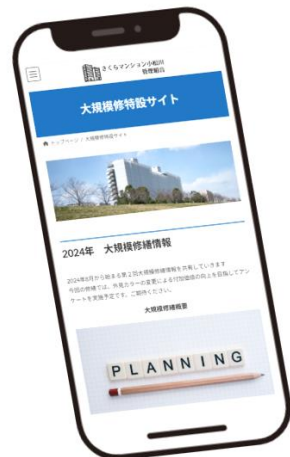 さくらマンション小松川
管理組合
大規模修特設サイト
トップページ / 大規模修特設サイト
2024年 大規模修繕情報
2024年6月から始まる第2回大規模修繕情報を共有していきます
今回の修繕では、外見カラーの変更による付加価値の向上を目指してアン
ケートを実施予定です。ご期待ください。
大規模修繕概要
PLANNING